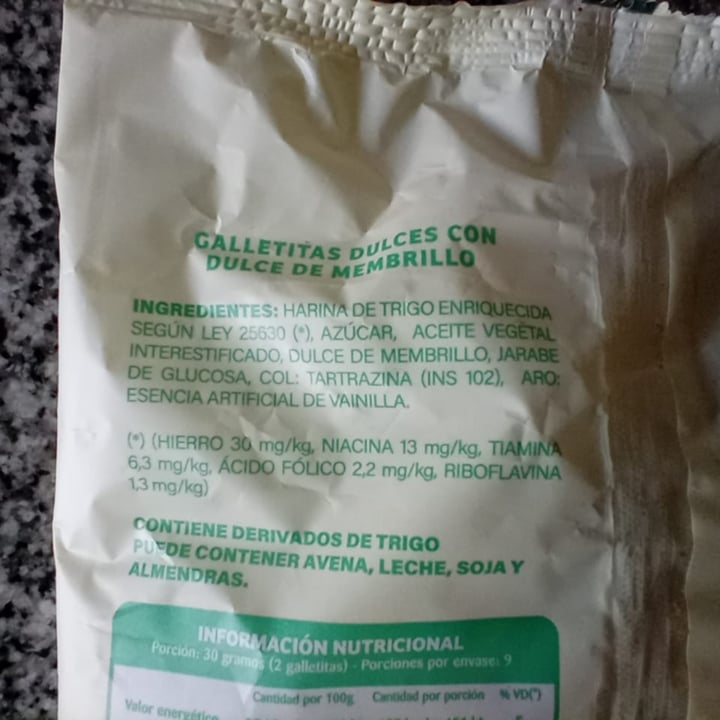 GALLETITAS DULCES CON
DULCE DE MEMBRILLO
INGREDIENTES: HARINA DE TRIGO ENRIQUECIDA
SEGÚN LEY 25630 (*), AZÚCAR, ACEITE VEGETAL
INTERESTIFICADO, DULCE DE MEMBRILLO, JARABE
DE GLUCOSA, COL: TARTRAZINA (INS 102), ARO:
ESENCIA ARTIFICIAL DE VAINILLA.
(*) (HIERRO 30 mg/kg, NIACINA 13 mg/kg, TIAMINA
6,3 mg/kg, ÁCIDO FÓLICO 2,2 mg/kg, RIBOFLAVINA
1,3 mg/kg)
CONTIENE DERIVADOS DE TRIGO
PUEDE CONTENER AVENA, LECHE, SOJA Y
ALMENDRAS.
INFORMACIÓN NUTRICIONAL
Porción: 30 gramos (2 galletitas) - Porciones por envase: 9
Cantidad por 100g Cantidad por porción % VD(*)
Valor energético